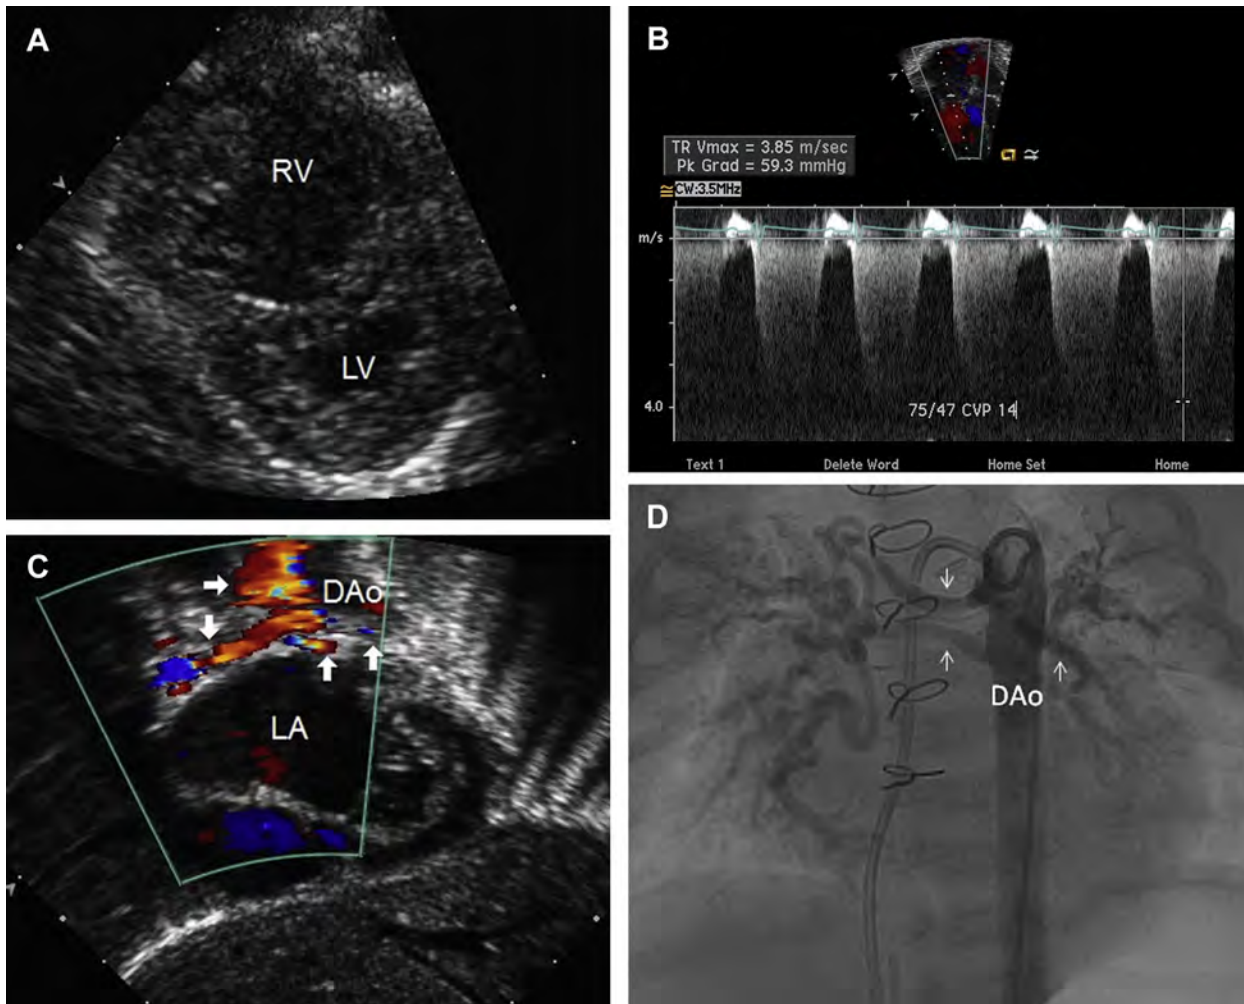 A
RV
LV
B
TR Vmax = 3.85 m/sec
Pk Grad = 59.3 mmHg
CW:3.5MHz
m/s
4.0
75/47 CVP 14
Text 1 Delete Word Home Set Home
C
DAo
LA
D
DAo